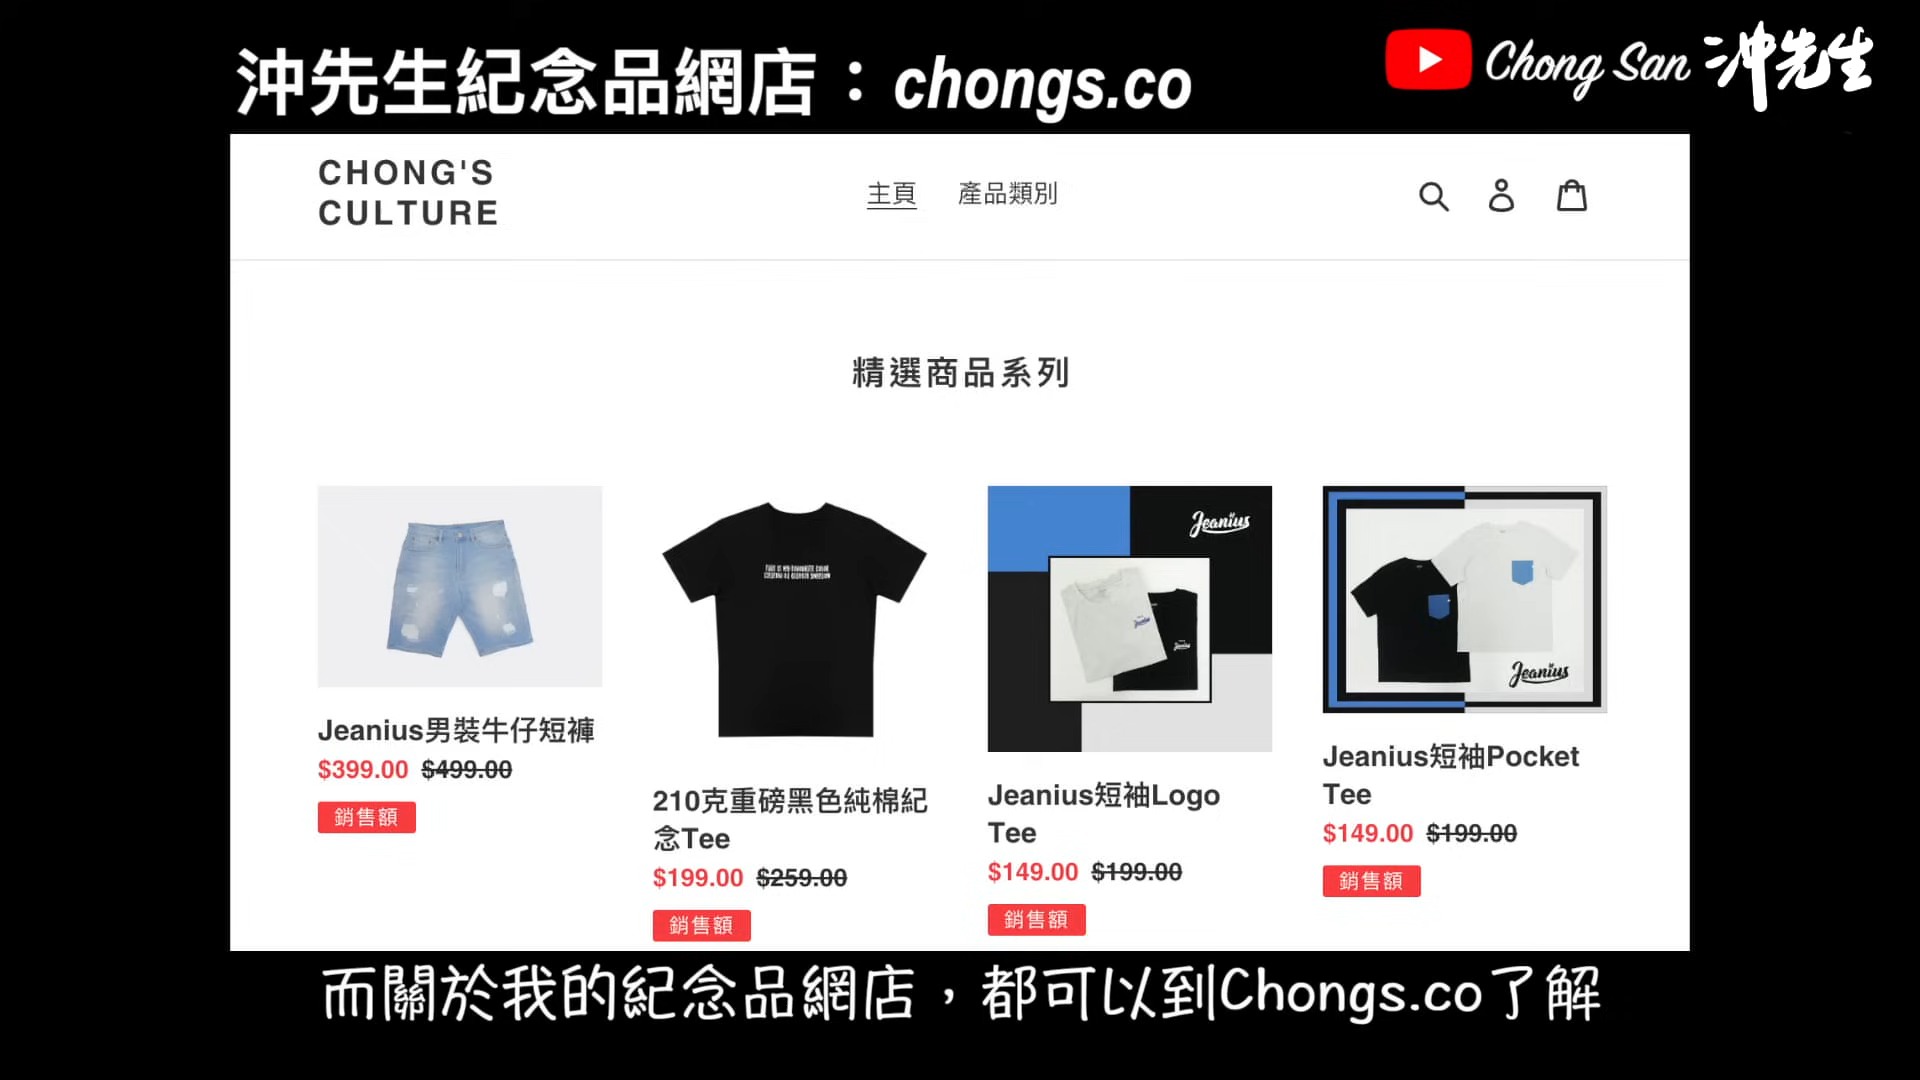 沖先生紀念品網店：chongs.co
Chong San 沖先生
CHONG'S
CULTURE
主頁
產品類別
精選商品系列
Jeanius
Jeanius
Jeanius男裝牛仔短褲
$399.00 $499.00
銷售額
210克重磅黑色純棉紀
念Tee
$199.00 $259.00
銷售額
Jeanius短袖Logo
Tee
$149.00 $199.00
銷售額
Jeanius短袖Pocket
Tee
$149.00 $199.00
銷售額
而關於我的紀念品網店，都可以到Chongs.co了解